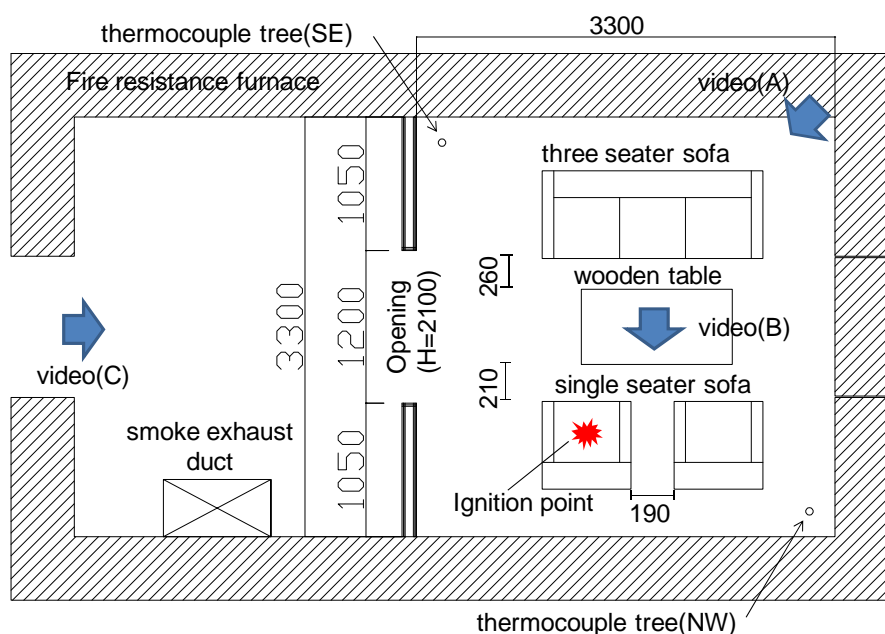 thermocouple tree(SE)
3300
Fire resistance furnace
video(A)
three seater sofa
1050
260
wooden table
3300
1200
Opening
(H=2100)
video(B)
video(C)
210
single seater sofa
smoke exhaust
duct
1050
Ignition point
190
thermocouple tree(NW)